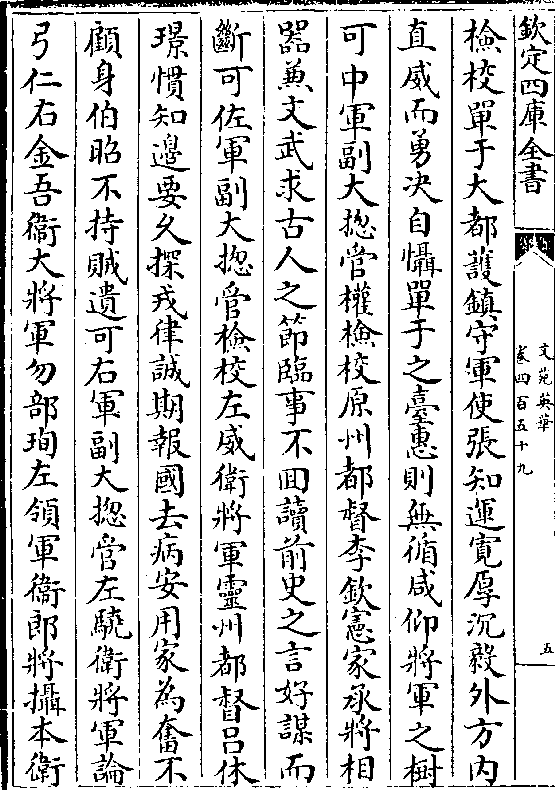 欽定四庫全書
文苑英華
卷四百五十九
五
檢校單于大都護鎮守軍使張知運寛厚沉毅外方内
直威而勇决自懾單于之臺惠則無循咸仰將軍之樹
可中軍副大揔管權檢校原州都督李欽憲家承將相
器兼文武求古人之節臨事不回讀前史之言好謀而
斷可佐軍副大揔管檢校左威衛將軍靈州都督吕休
璟慣知邊要久探戎律誠期報國去病安用家為奮不
顧身伯昭不持賊遺可右軍副大揔管左驍衛將軍論
弓仁右金吾衛大將軍勿部珣左領軍衛郎將攝本衛